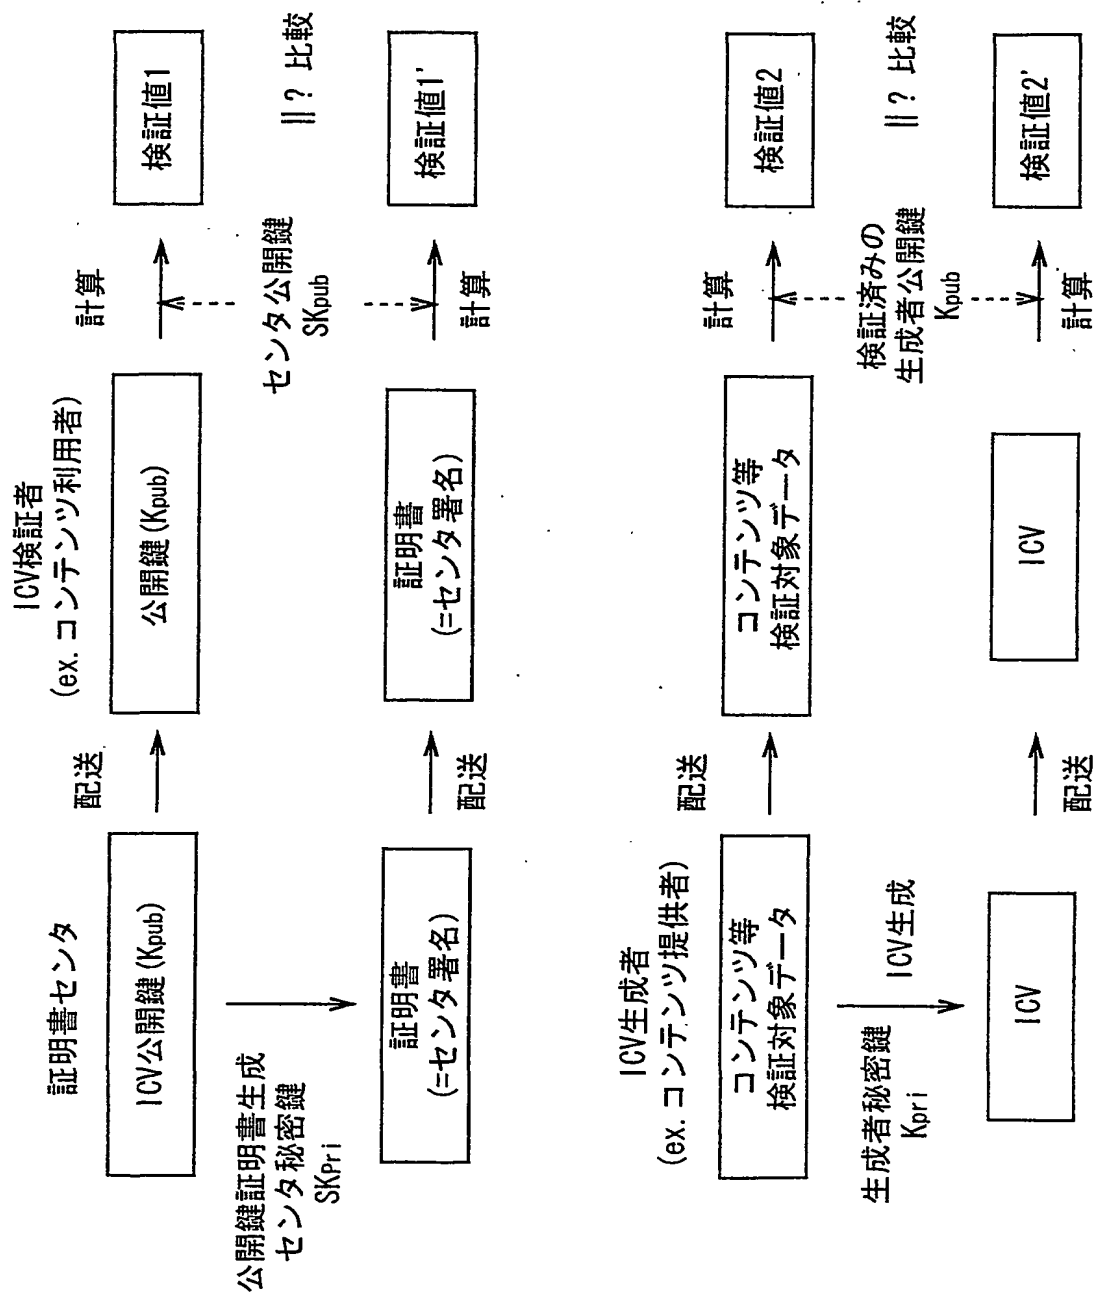 証明書センタ
ICV公開鍵(Kpub)
公開鍵証明書生成
センタ秘密鍵
SKpri
証明書
(=センタ署名)
配送
配送
ICV検証者
(ex. コンテンツ利用者)
公開鍵(Kpub)
証明書
(=センタ署名)
計算
センタ公開鍵
SKpub
計算
検証値1
||? 比較
検証値1'
ICV生成者
(ex. コンテンツ提供者)
コンテンツ等
検証対象データ
生成者秘密鍵
Kpri
ICV生成
ICV
配送
配送
コンテンツ等
検証対象データ
ICV
計算
検証済みの
生成者公開鍵
Kpub
計算
検証値2
||? 比較
検証値2'